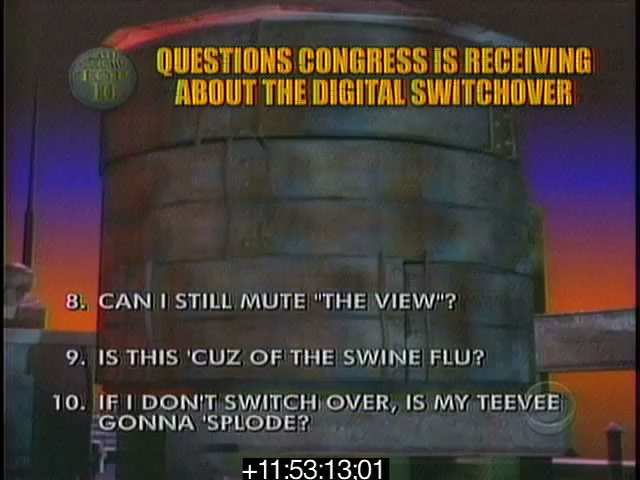 QUESTIONS CONGRESS IS RECEIVING
ABOUT THE DIGITAL SWITCHOVER
10
8. CAN I STILL MUTE "THE VIEW"?
9. IS THIS 'CUZ OF THE SWINE FLU?
10. IF I DON'T SWITCH OVER, IS MY TEEVEE
GONNA 'SPLODE?
+11:53:13;01